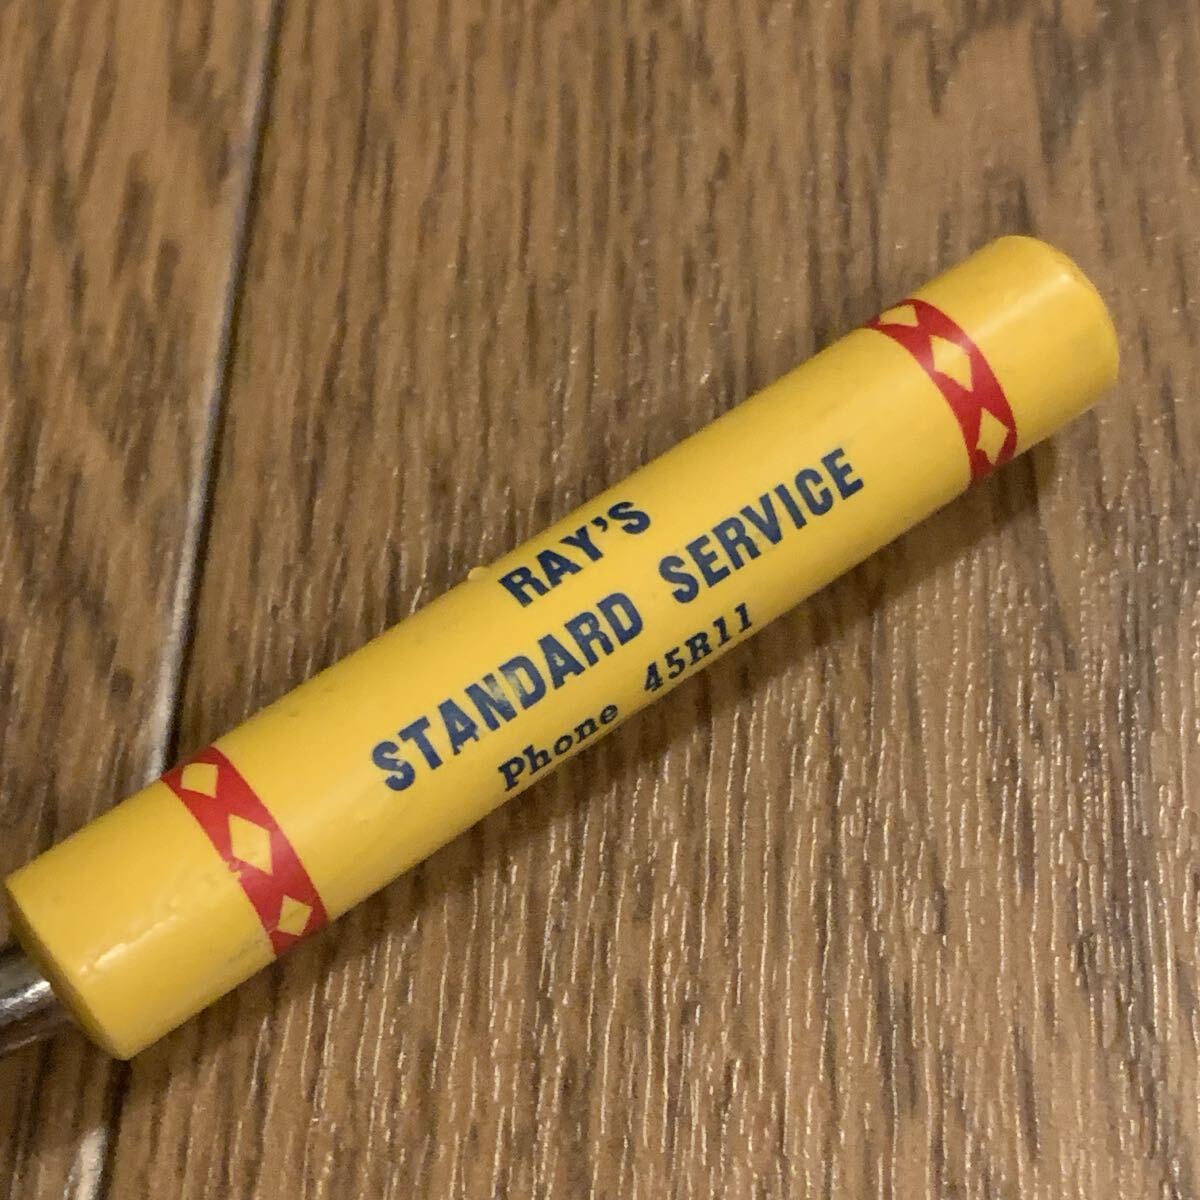 RAY'S
STANDARD SERVICE
Phone 45R11